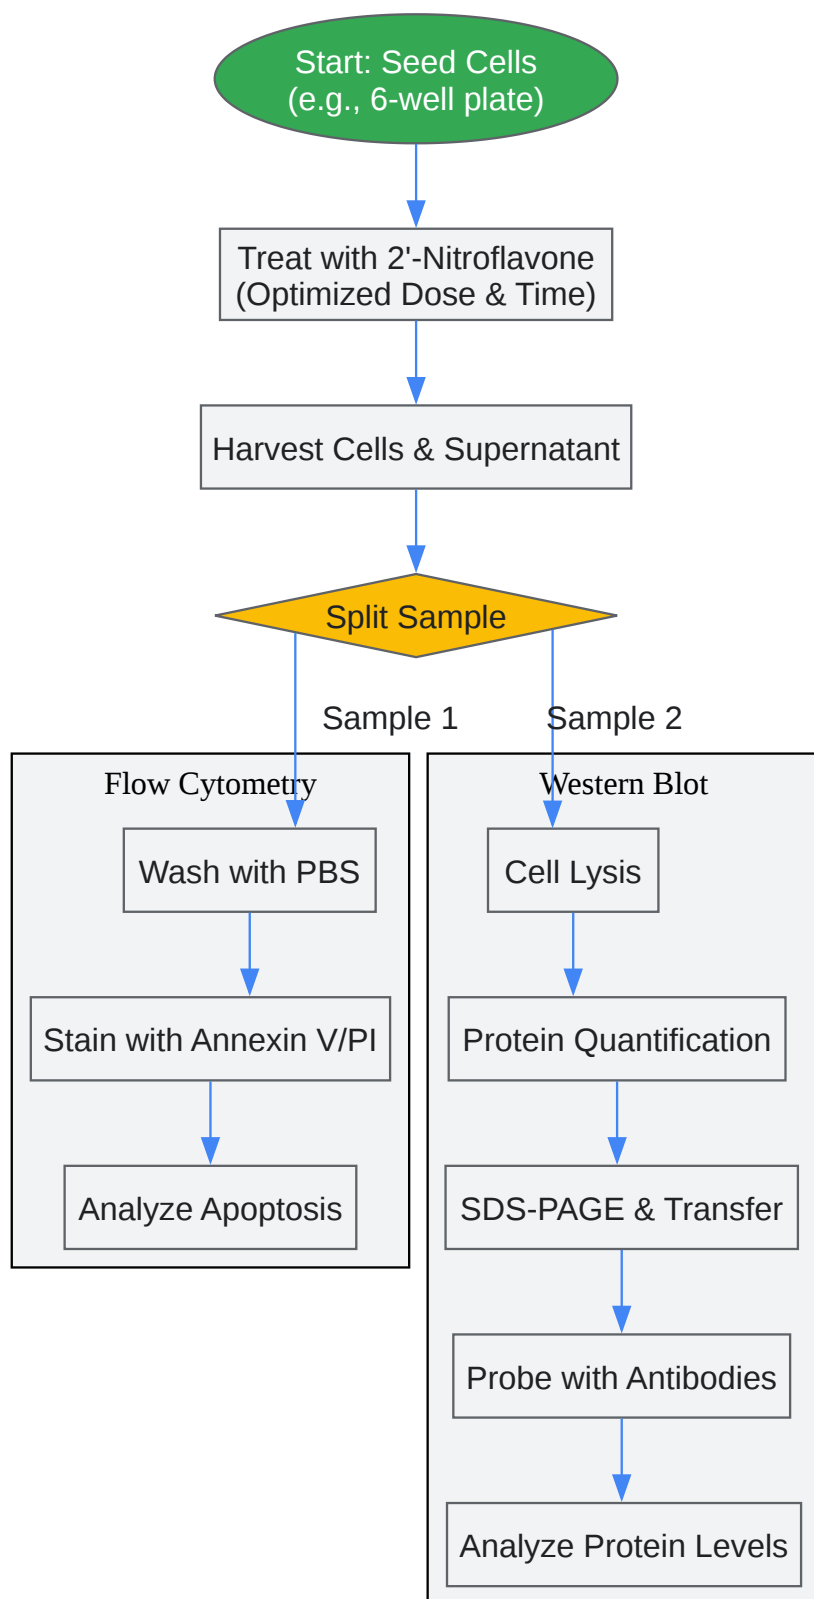 Start: Seed Cells
(e.g., 6-well plate)
Treat with 2'-Nitroflavone
(Optimized Dose & Time)
Harvest Cells & Supernatant
Split Sample
Sample 1
Sample 2
Flow Cytometry
Wash with PBS
Stain with Annexin V/PI
Analyze Apoptosis
Western Blot
Cell Lysis
Protein Quantification
SDS-PAGE & Transfer
Probe with Antibodies
Analyze Protein Levels